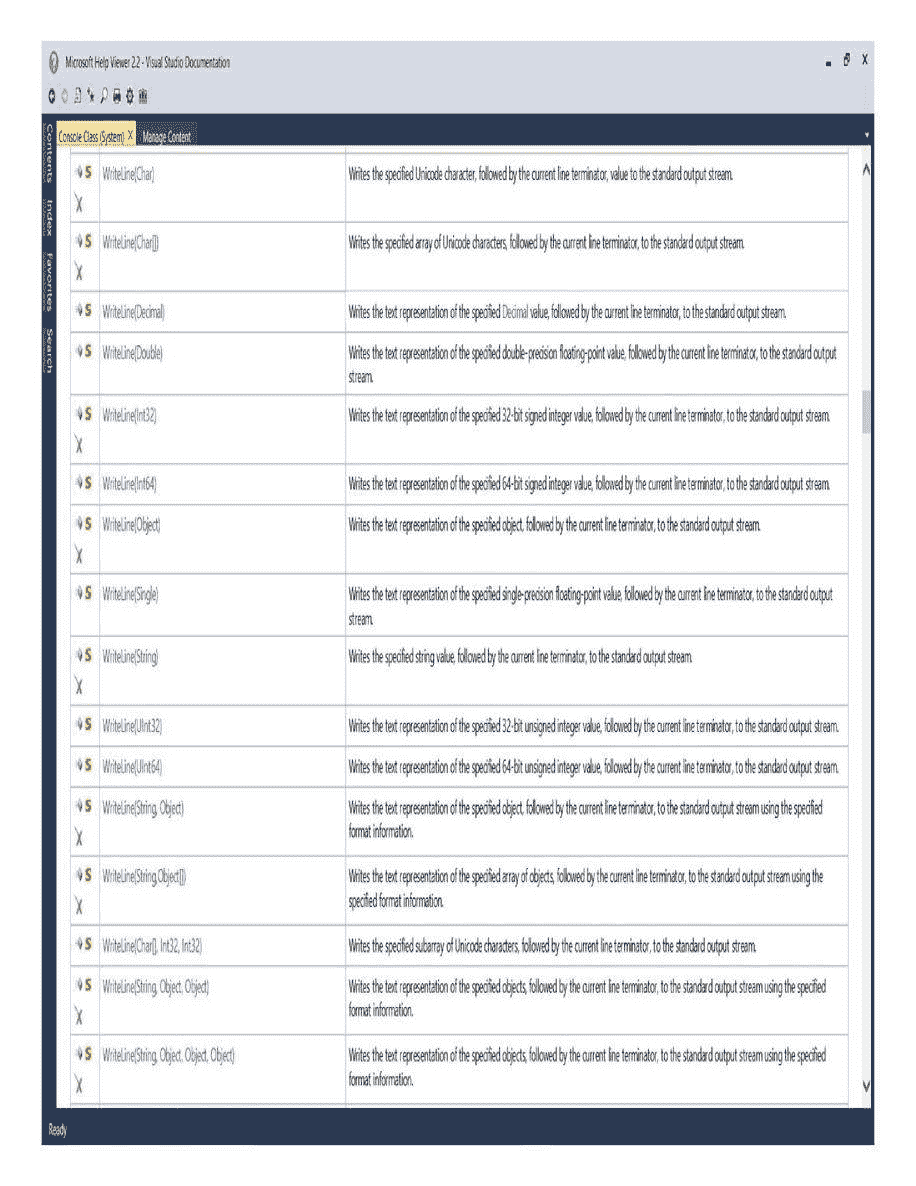 Microsoft Help Viewer 2.2 - Visual Studio Documentation
Console Class (System) X Manage Content
Contents
Index
Favorites
Search
S WriteLine(Char) Writes the specified Unicode character, followed by the current line terminator, value to the standard output stream.
S WriteLine(Char[]) Writes the specified array of Unicode characters, followed by the current line terminator, to the standard output stream.
S WriteLine(Decimal) Writes the text representation of the specified Decimal value, followed by the current line terminator, to the standard output stream.
S WriteLine(Double) Writes the text representation of the specified double-precision floating-point value, followed by the current line terminator, to the standard output
stream.
S WriteLine(Int32) Writes the text representation of the specified 32-bit signed integer value, followed by the current line terminator, to the standard output stream.
S WriteLine(Int64) Writes the text representation of the specified 64-bit signed integer value, followed by the current line terminator, to the standard output stream.
S WriteLine(Object) Writes the text representation of the specified object, followed by the current line terminator, to the standard output stream.
S WriteLine(Single) Writes the text representation of the specified single-precision floating-point value, followed by the current line terminator, to the standard output
stream.
S WriteLine(String) Writes the specified string value, followed by the current line terminator, to the standard output stream.
S WriteLine(UInt32) Writes the text representation of the specified 32-bit unsigned integer value, followed by the current line terminator, to the standard output stream.
S WriteLine(UInt64) Writes the text representation of the specified 64-bit unsigned integer value, followed by the current line terminator, to the standard output stream.
S WriteLine(String, Object) Writes the text representation of the specified object, followed by the current line terminator, to the standard output stream using the specified
format information.
S WriteLine(String,Object[]) Writes the text representation of the specified array of objects, followed by the current line terminator, to the standard output stream using the
specified format information.
S WriteLine(Char[], Int32, Int32) Writes the specified subarray of Unicode characters, followed by the current line terminator, to the standard output stream.
S WriteLine(String, Object, Object) Writes the text representation of the specified objects, followed by the current line terminator, to the standard output stream using the specified
format information.
S WriteLine(String, Object, Object, Object) Writes the text representation of the specified objects, followed by the current line terminator, to the standard output stream using the specified
format information.
Ready